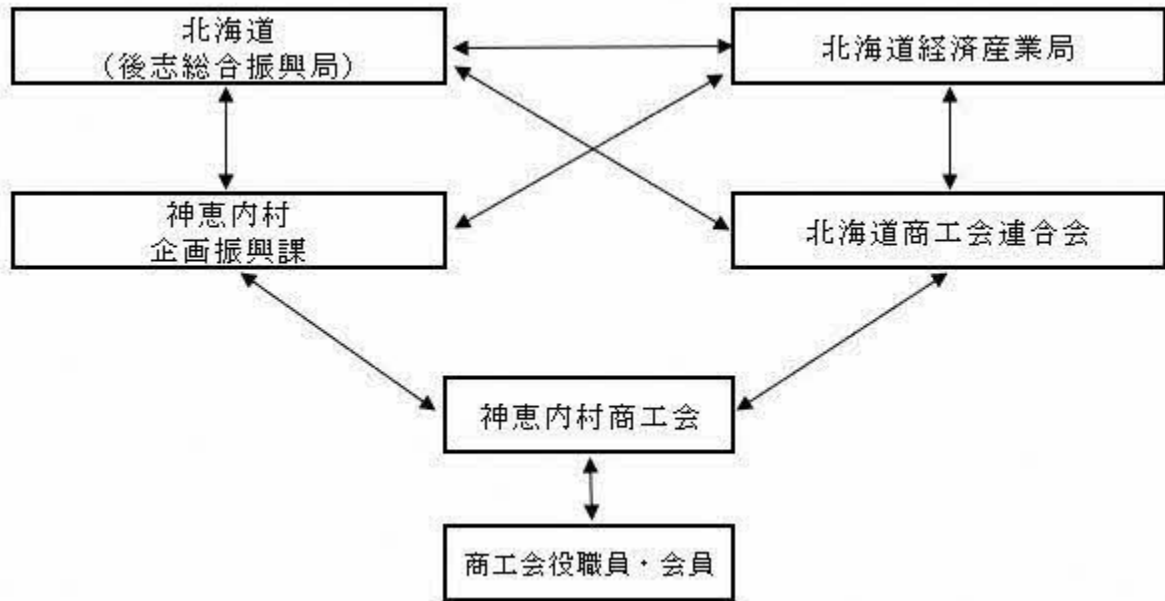 北海道
（後志総合振興局）
北海道経済産業局
神恵内村
企画振興課
北海道商工会連合会
神恵内村商工会
商工会役職員・会員